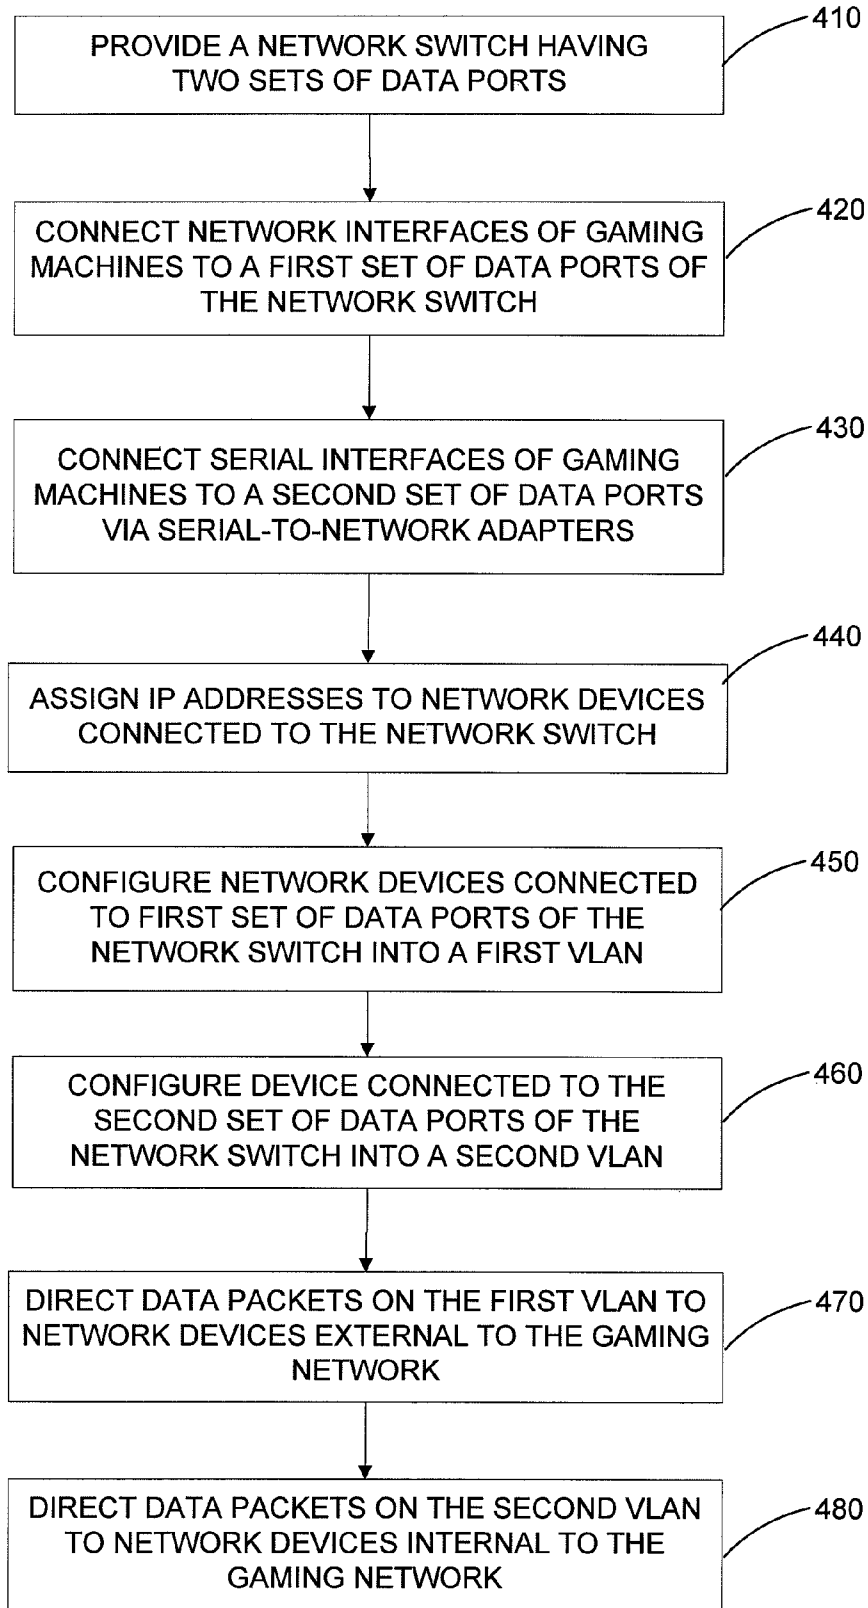 410
PROVIDE A NETWORK SWITCH HAVING
TWO SETS OF DATA PORTS
420
CONNECT NETWORK INTERFACES OF GAMING
MACHINES TO A FIRST SET OF DATA PORTS OF
THE NETWORK SWITCH
430
CONNECT SERIAL INTERFACES OF GAMING
MACHINES TO A SECOND SET OF DATA PORTS
VIA SERIAL-TO-NETWORK ADAPTERS
440
ASSIGN IP ADDRESSES TO NETWORK DEVICES
CONNECTED TO THE NETWORK SWITCH
450
CONFIGURE NETWORK DEVICES CONNECTED
TO FIRST SET OF DATA PORTS OF THE
NETWORK SWITCH INTO A FIRST VLAN
460
CONFIGURE DEVICE CONNECTED TO THE
SECOND SET OF DATA PORTS OF THE
NETWORK SWITCH INTO A SECOND VLAN
470
DIRECT DATA PACKETS ON THE FIRST VLAN TO
NETWORK DEVICES EXTERNAL TO THE GAMING
NETWORK
480
DIRECT DATA PACKETS ON THE SECOND VLAN
TO NETWORK DEVICES INTERNAL TO THE
GAMING NETWORK